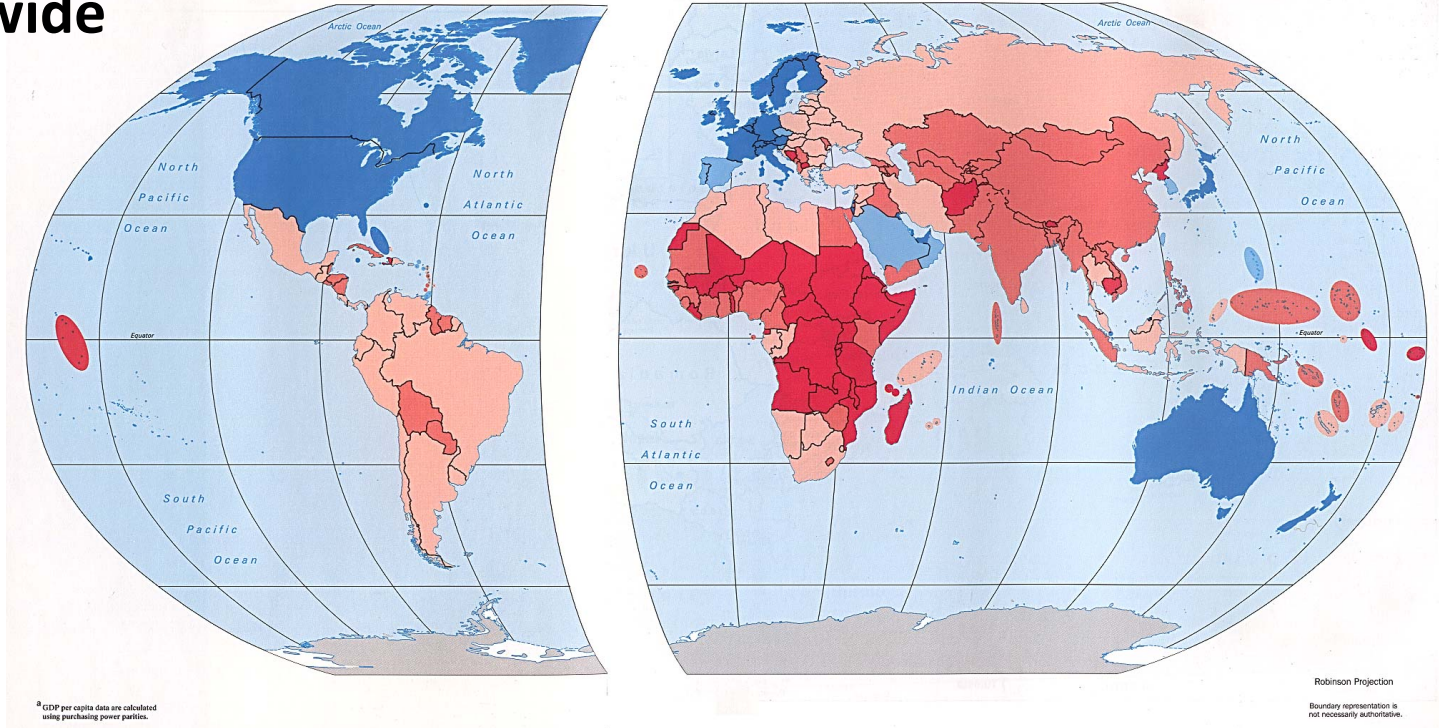 vide
Arctic Ocean
Arctic Ocean
North
Pacific
Ocean
North
Atlantic
Ocean
North
Pacific
Ocean
Equator
Equator
Indian Ocean
South
Atlantic
Ocean
South
Pacific
Ocean
Robinson Projection
Boundary representation is
not necessarily authoritative.
a GDP per capita data are calculated
using purchasing power parities.